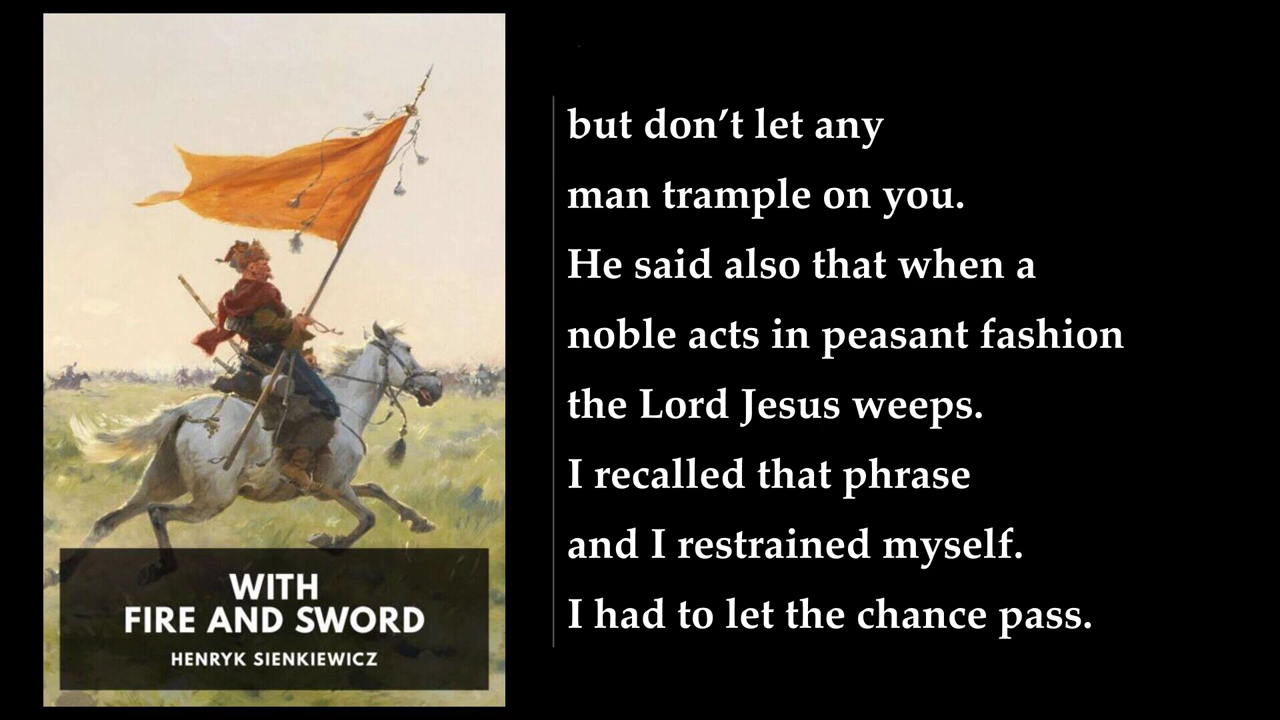 WITH
FIRE AND SWORD
HENRYK SIENKIEWICZ
but don’t let any
man trample on you.
He said also that when a
noble acts in peasant fashion
the Lord Jesus weeps.
I recalled that phrase
and I restrained myself.
I had to let the chance pass.